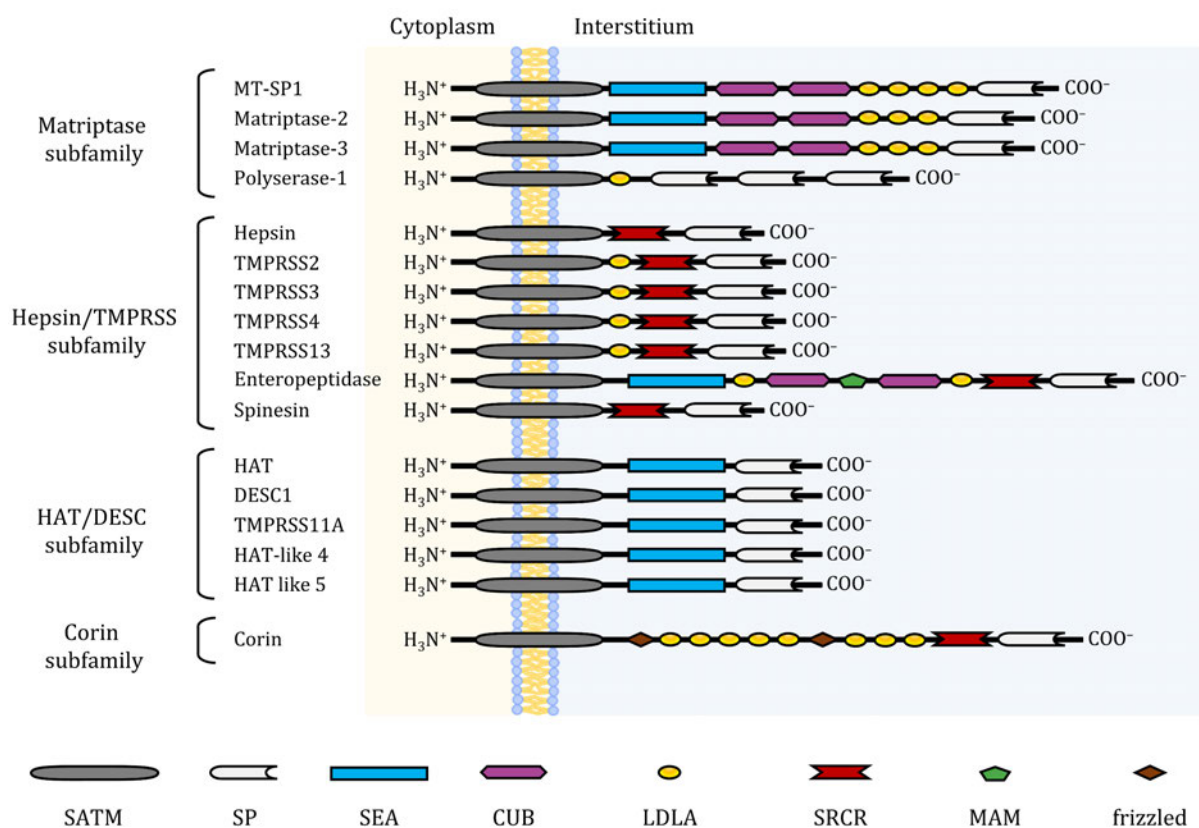 Cytoplasm Interstitium
Matriptase
subfamily
MT-SP1 H₃N⁺ COO⁻
Matriptase-2 H₃N⁺ COO⁻
Matriptase-3 H₃N⁺ COO⁻
Polyserase-1 H₃N⁺ COO⁻
Hepsin/TMPRSS
subfamily
Hepsin H₃N⁺ COO⁻
TMPRSS2 H₃N⁺ COO⁻
TMPRSS3 H₃N⁺ COO⁻
TMPRSS4 H₃N⁺ COO⁻
TMPRSS13 H₃N⁺ COO⁻
Enteropeptidase H₃N⁺ COO⁻
Spinesin H₃N⁺ COO⁻
HAT/DESC
subfamily
HAT H₃N⁺ COO⁻
DESC1 H₃N⁺ COO⁻
TMPRSS11A H₃N⁺ COO⁻
HAT-like 4 H₃N⁺ COO⁻
HAT like 5 H₃N⁺ COO⁻
Corin
subfamily
Corin H₃N⁺ COO⁻
SATM SP SEA CUB LDLA SRCR MAM frizzled